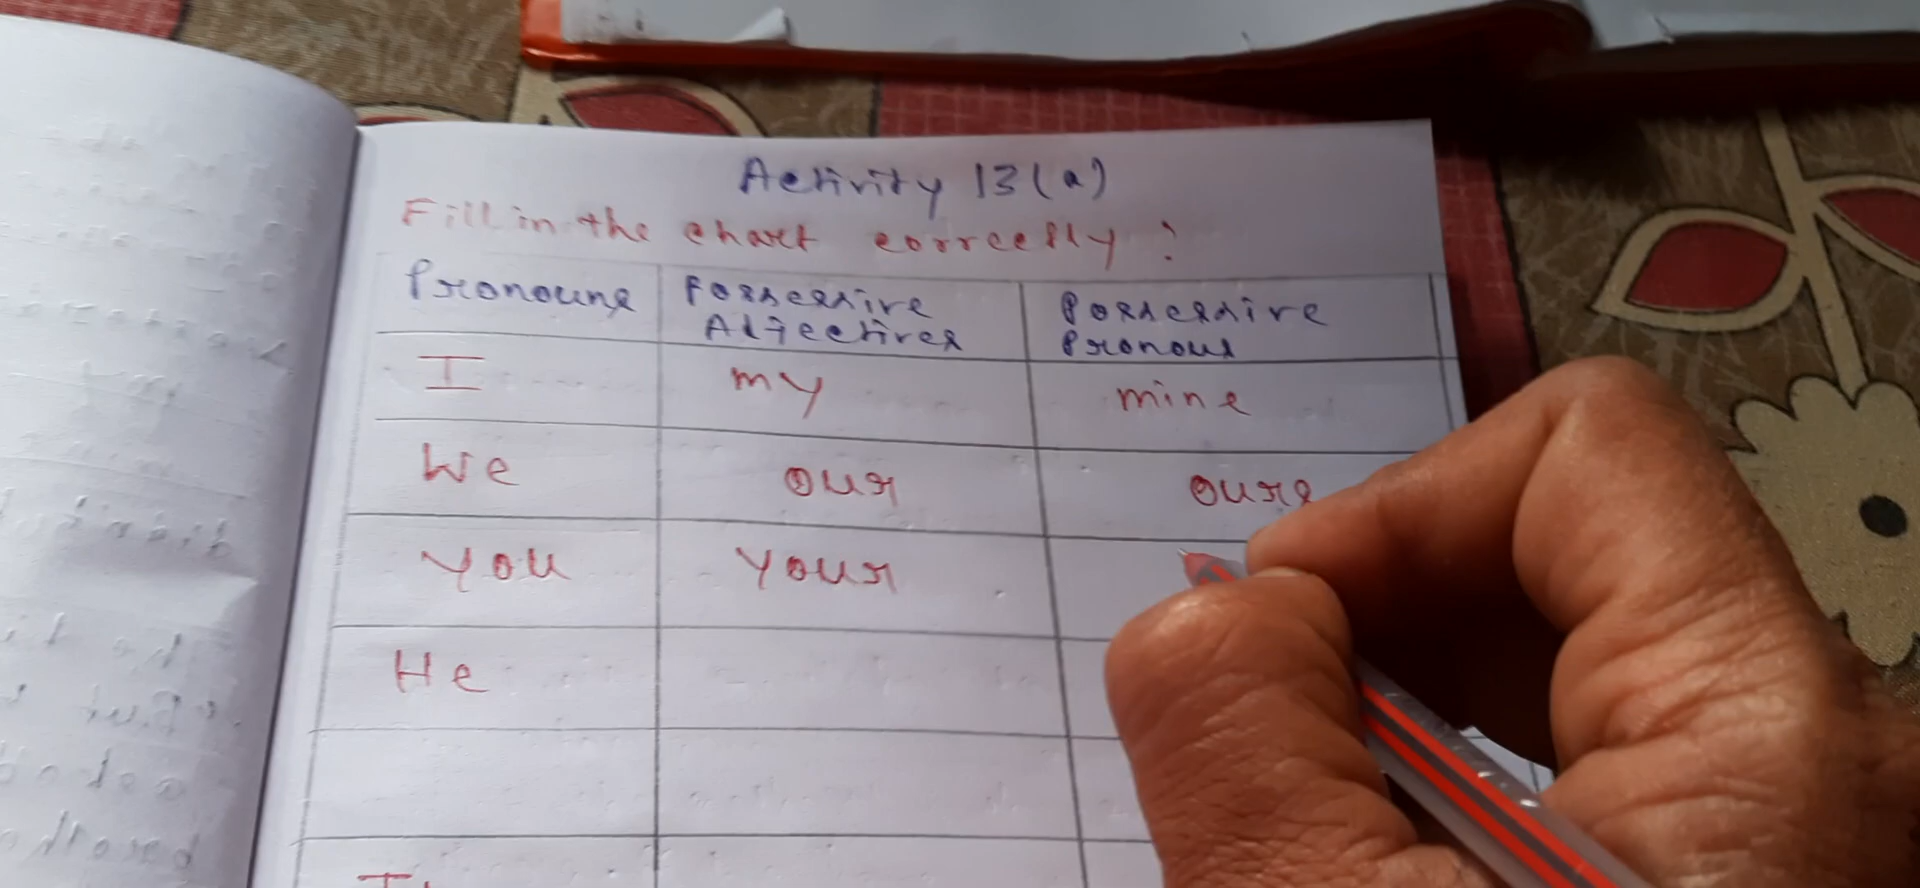 Activity 13 (a)
Fill in the chart correctly :
Pronouns Possessive Adjectives Possessive Pronous
I my mine
We our ours
You your
He